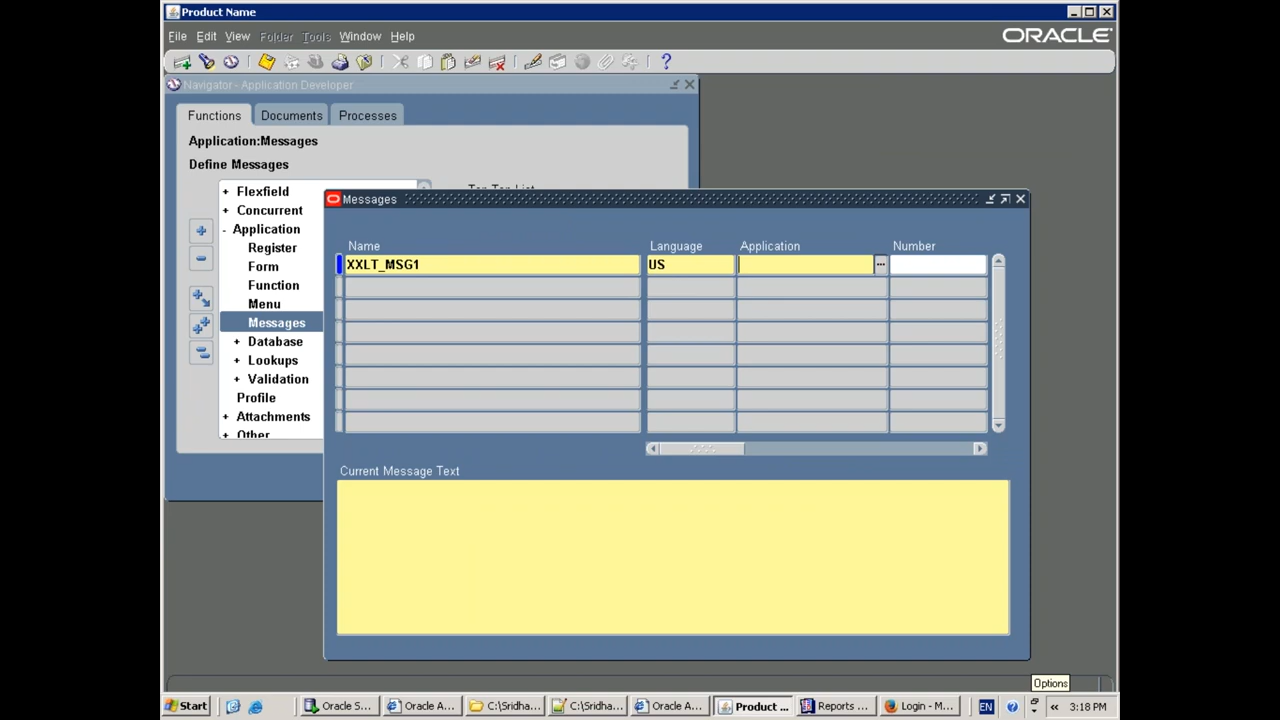 Product Name
File Edit View Folder Tools Window Help
ORACLE
Navigator - Application Developer
Functions Documents Processes
Application:Messages
Define Messages
+ Flexfield
+ Concurrent
- Application
Register
Form
Function
Menu
Messages
+ Database
+ Lookups
+ Validation
Profile
+ Attachments
+ Other
Messages
Name Language Application Number
XXLT_MSG1 US
Current Message Text
Options
Start Oracle S... Oracle A... C:\Sridha... C:\Sridha... Oracle A... Product ... Reports ... Login - M... EN 3:18 PM